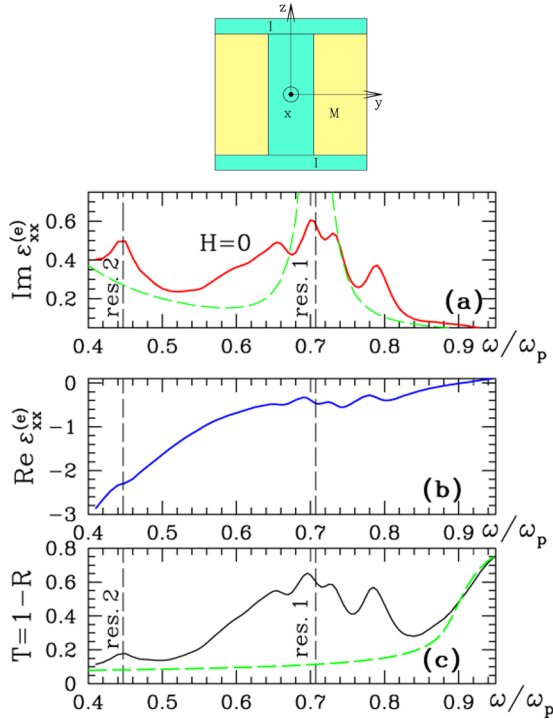 z
I
x
M
y
I
Im ε_xx^(e)
0.6
0.4
0.2
H=0
res. 2
res. 1
(a)
0.4 0.5 0.6 0.7 0.8 0.9 ω/ω_p
Re ε_xx^(e)
0
−1
−2
−3
(b)
0.4 0.5 0.6 0.7 0.8 0.9 ω/ω_p
T=1−R
0.8
0.6
0.4
0.2
0
res. 2
res. 1
(c)
0.4 0.5 0.6 0.7 0.8 0.9 ω/ω_p